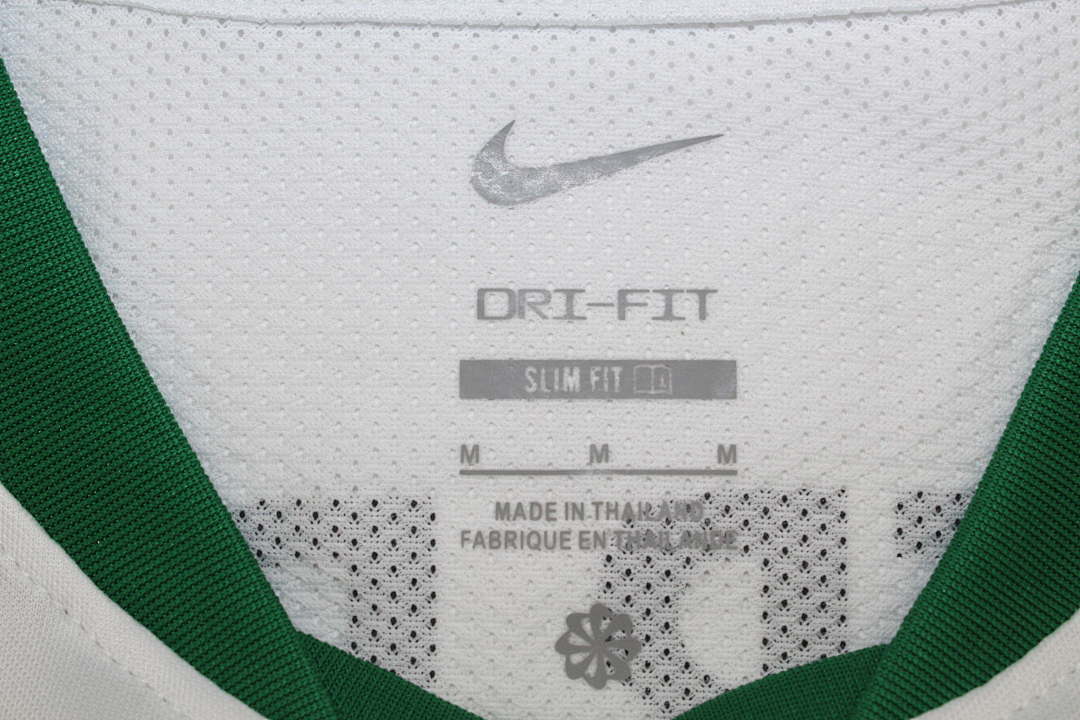 DRI-FIT
SLIM FIT
M M M
MADE IN THAILAND
FABRIQUE EN THAILANDE